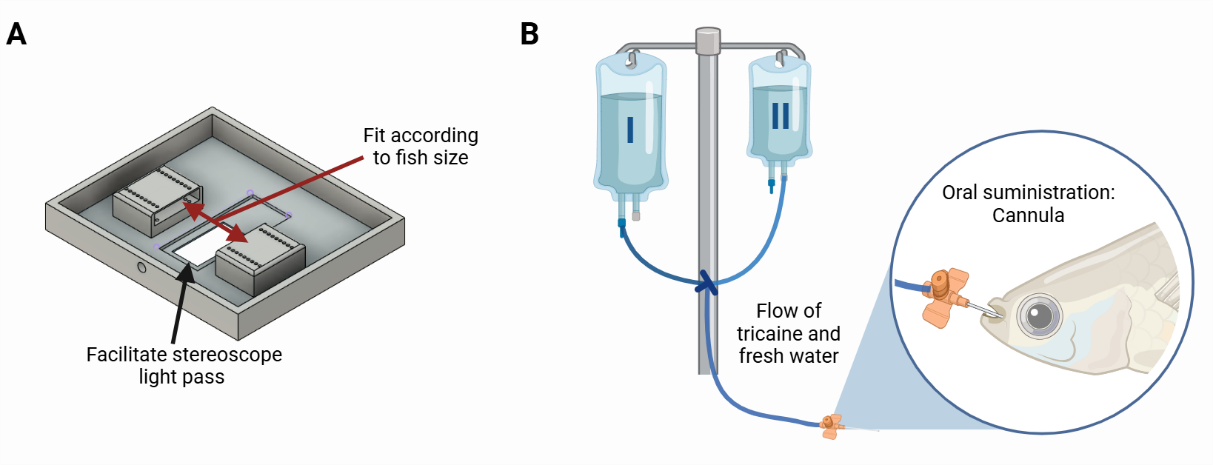 A
Fit according
to fish size
Facilitate stereoscope
light pass
B
I
II
Flow of
tricaine and
fresh water
Oral suministration:
Cannula